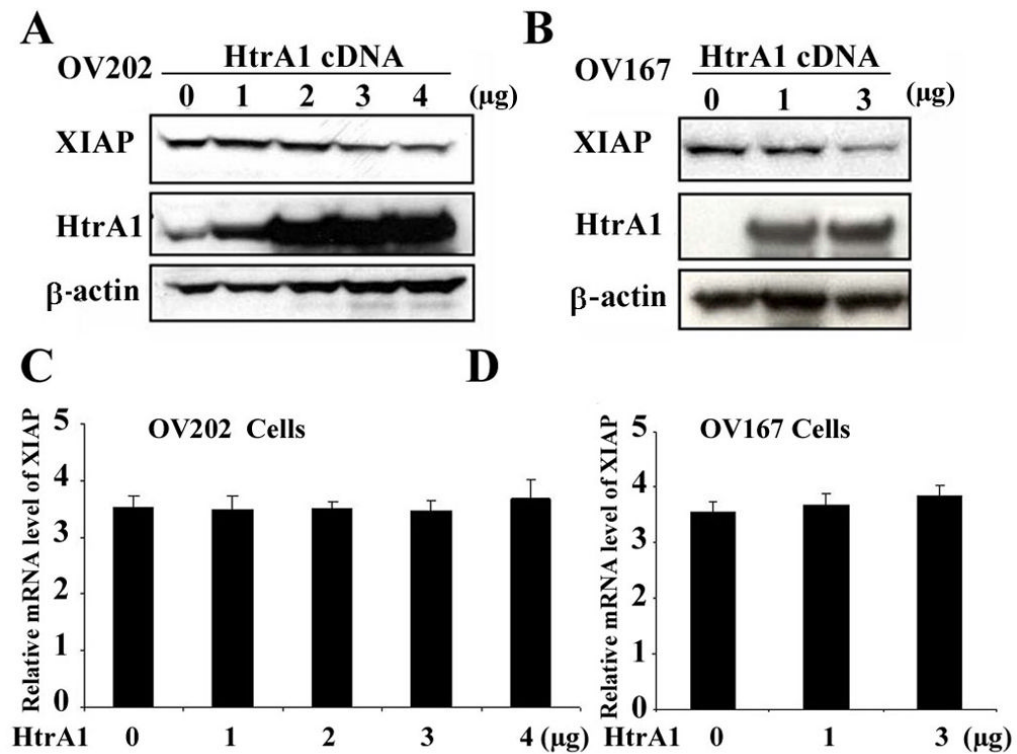 A
HtrA1 cDNA
OV202
0 1 2 3 4 (μg)
XIAP
HtrA1
β-actin
B
HtrA1 cDNA
OV167
0 1 3 (μg)
XIAP
HtrA1
β-actin
C
OV202 Cells
Relative mRNA level of XIAP
5
4
3
2
1
0
HtrA1 0 1 2 3 4 (μg)
D
OV167 Cells
Relative mRNA level of XIAP
5
4
3
2
1
0
HtrA1 0 1 3 (μg)